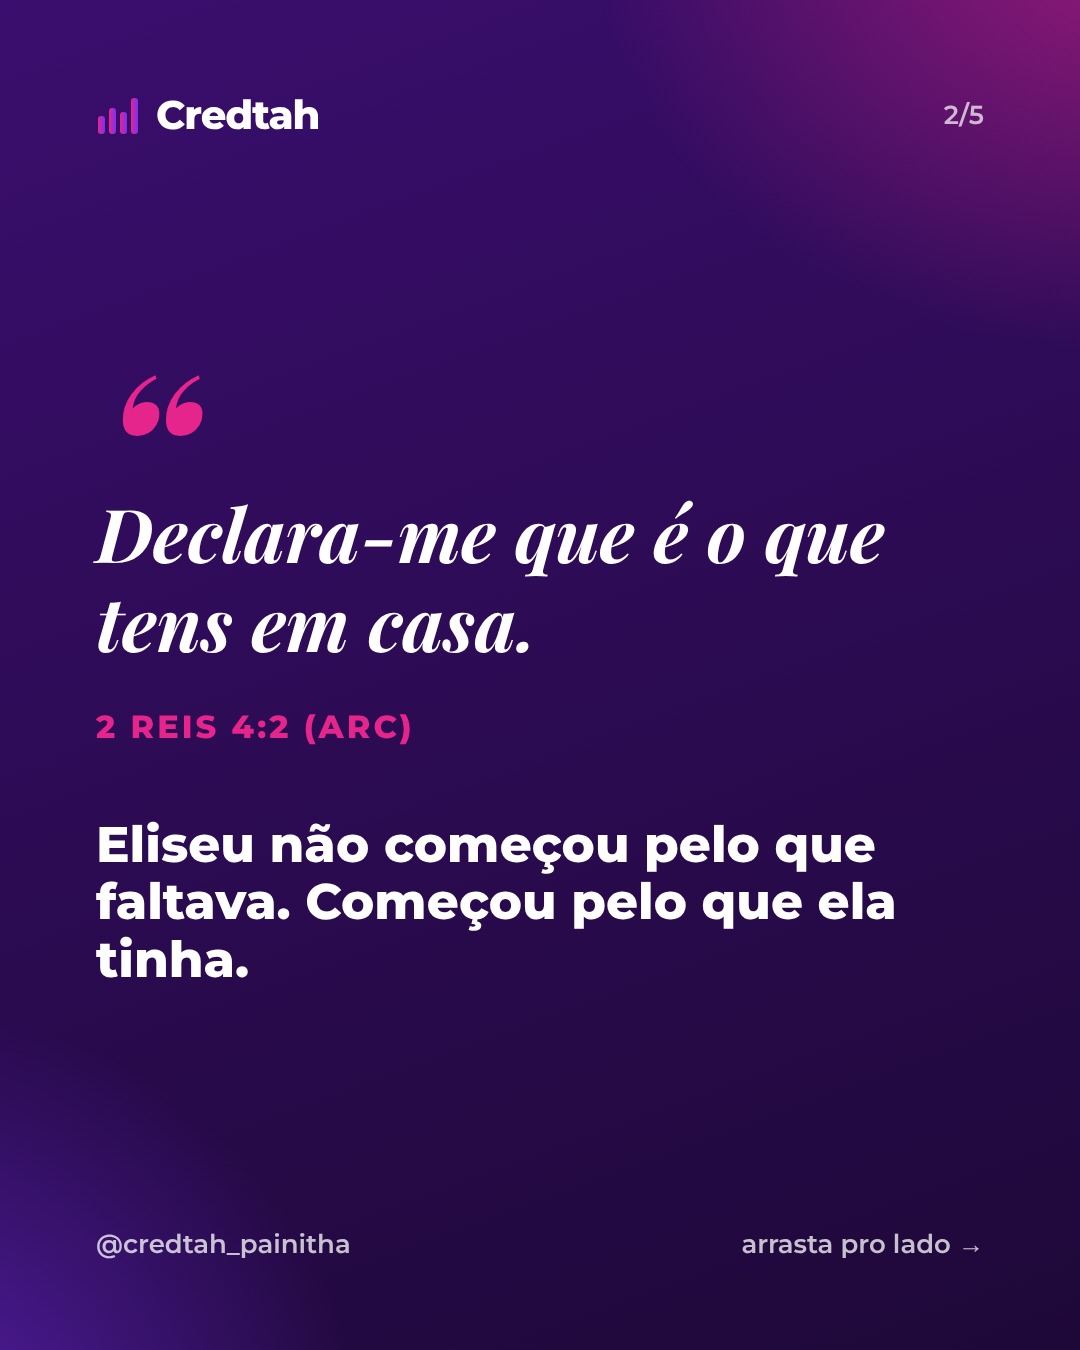 Credtah
2/5
“
Declara-me que é o que
tens em casa.
2 REIS 4:2 (ARC)
Eliseu não começou pelo que
faltava. Começou pelo que ela
tinha.
@credtah_painitha
arrasta pro lado →